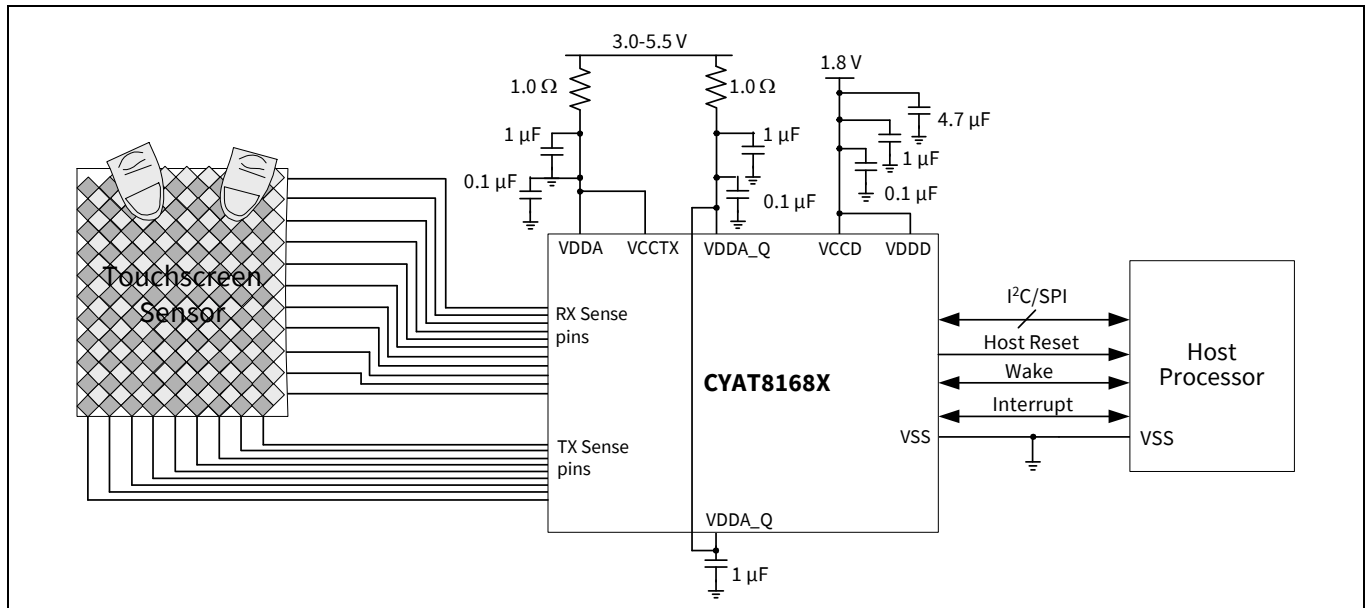 3.0-5.5 V
1.8 V
1.0 Ω
1.0 Ω
4.7 µF
1 µF
1 µF
1 µF
0.1 µF
0.1 µF
0.1 µF
VDDA
VCCTX
VDDA_Q
VCCD
VDDD
Touchscreen
Sensor
RX Sense
pins
I²C/SPI
Host Reset
Wake
Interrupt
Host
Processor
CYAT8168X
VSS
VSS
TX Sense
pins
VDDA_Q
1 µF